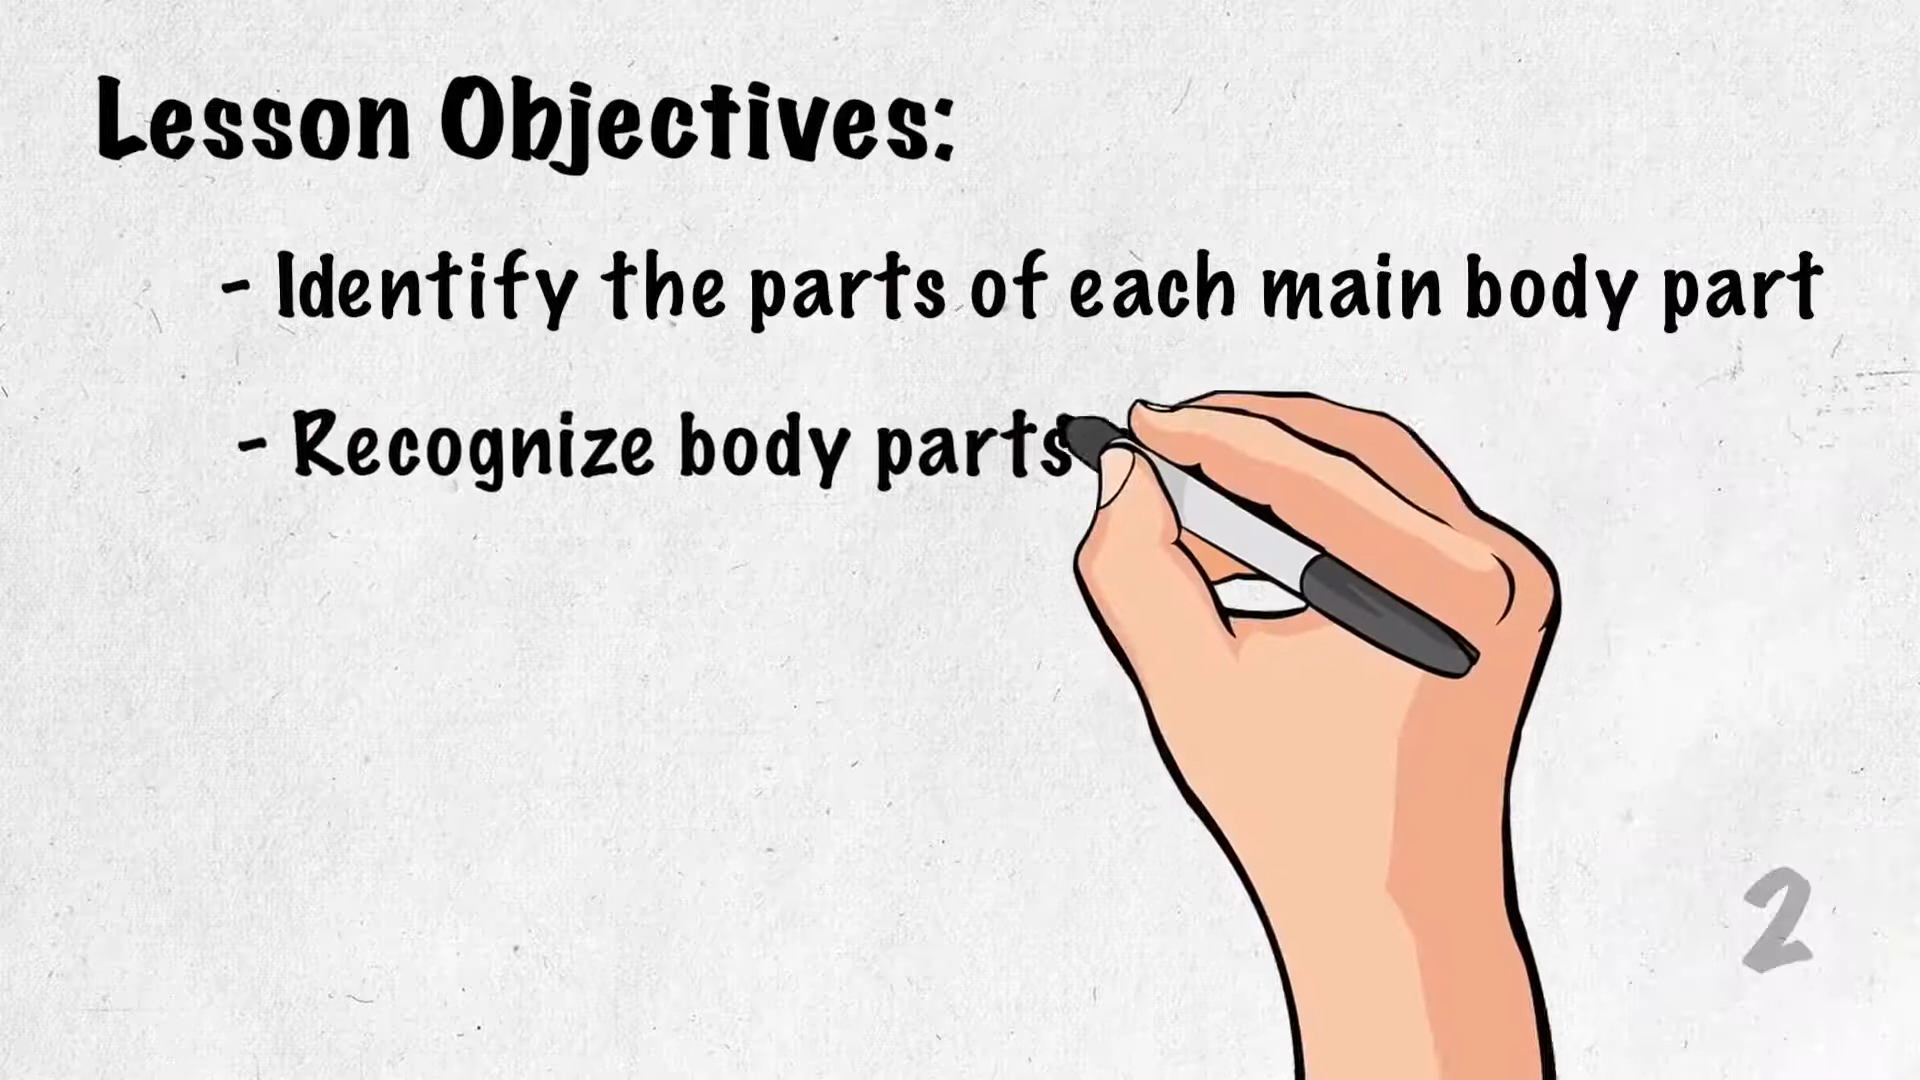 Lesson Objectives:
- Identify the parts of each main body part
- Recognize body parts
2